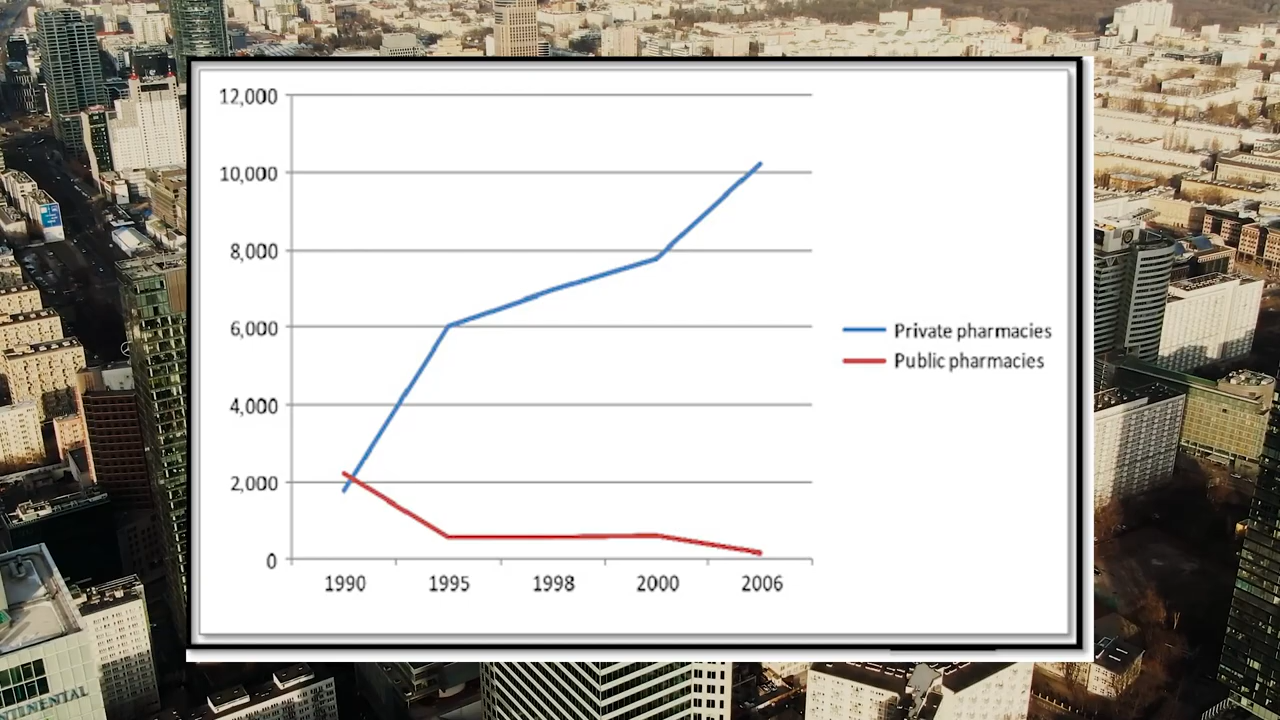 12,000
10,000
8,000
6,000
4,000
2,000
0
1990 1995 1998 2000 2006
Private pharmacies
Public pharmacies
TINENTAL